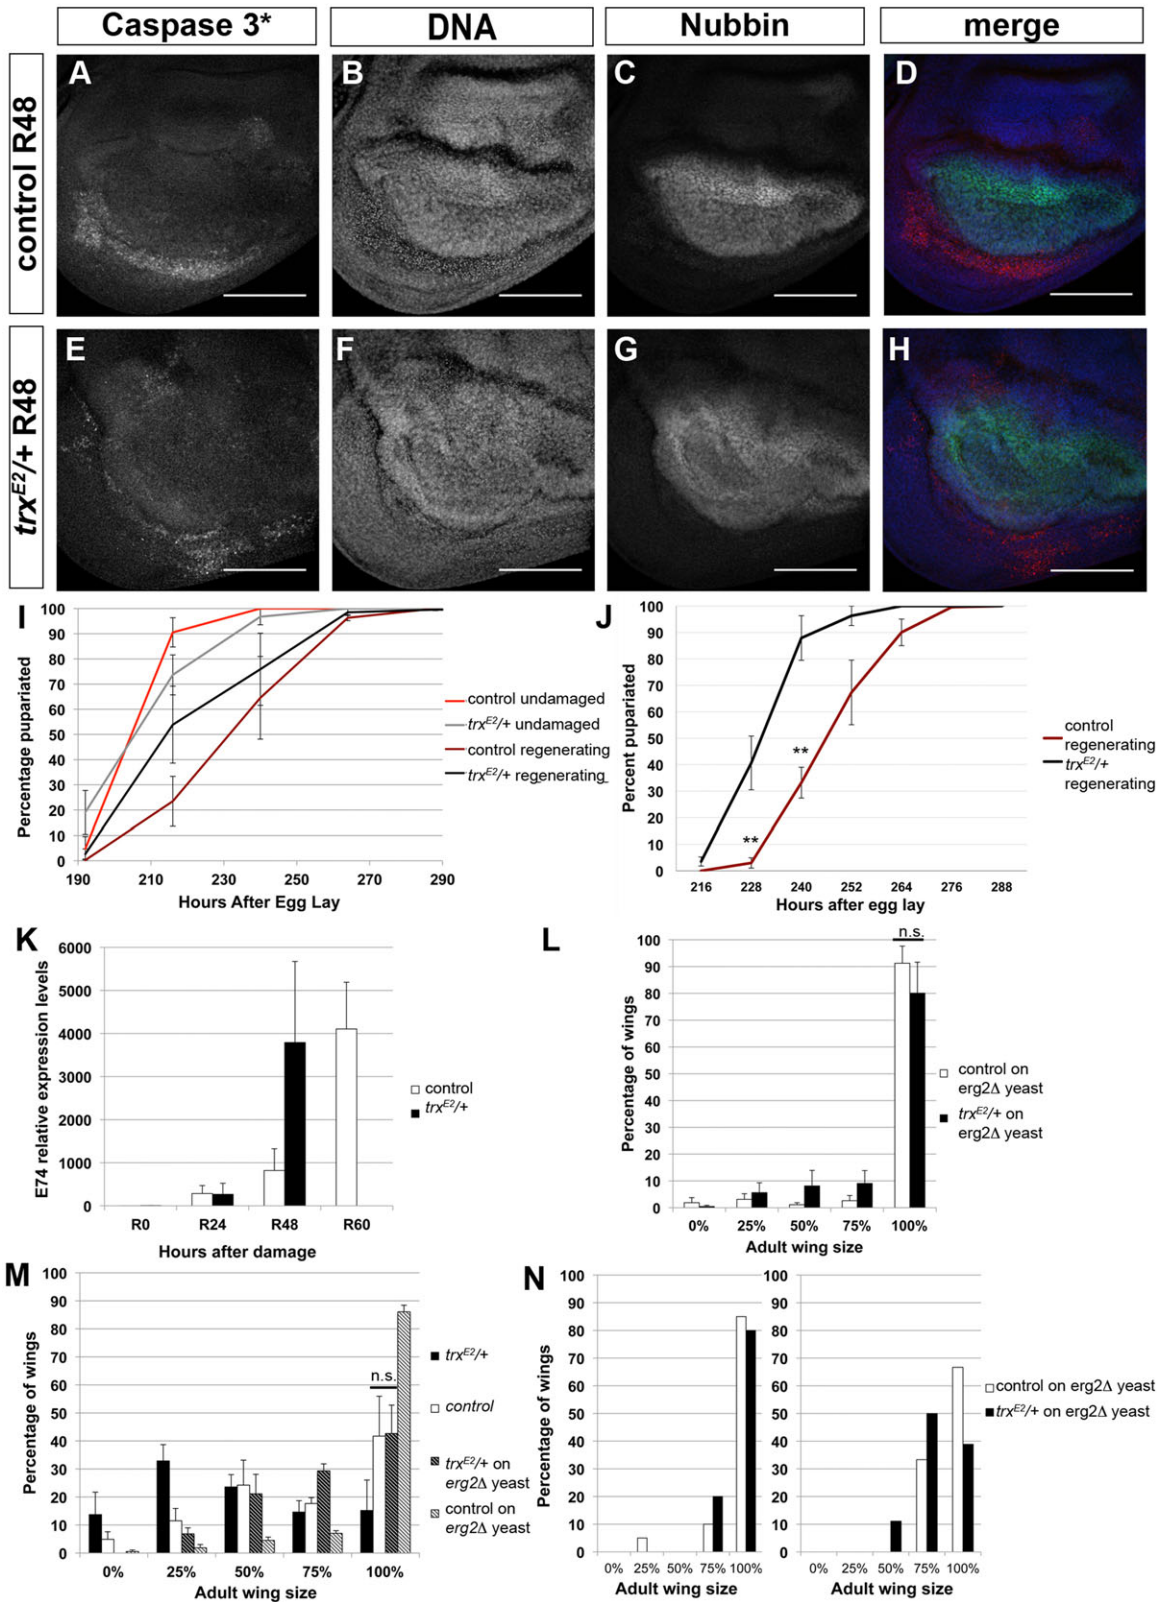 Caspase 3*
DNA
Nubbin
merge
control R48
A
B
C
D
trxE2/+ R48
E
F
G
H
I
Percentage pupariated
100
90
80
70
60
50
40
30
20
10
0
190
210
230
250
270
290
Hours After Egg Lay
control undamaged
trxE2/+ undamaged
control regenerating
trxE2/+ regenerating
J
Percent pupariated
100
90
80
70
60
50
40
30
20
10
0
**
**
216
228
240
252
264
276
288
Hours after egg lay
control
regenerating
trxE2/+
regenerating
K
E74 relative expression levels
6000
5000
4000
3000
2000
1000
0
R0
R24
R48
R60
Hours after damage
control
trxE2/+
L
Percentage of wings
100
90
80
70
60
50
40
30
20
10
0
n.s.
0%
25%
50%
75%
100%
Adult wing size
control on
erg2Δ yeast
trxE2/+ on
erg2Δ yeast
M
Percentage of wings
100
90
80
70
60
50
40
30
20
10
0
n.s.
0%
25%
50%
75%
100%
Adult wing size
trxE2/+
control
trxE2/+ on
erg2Δ yeast
control on
erg2Δ yeast
N
Percentage of wings
100
90
80
70
60
50
40
30
20
10
0
0%
25%
50%
75%
100%
Adult wing size
Percentage of wings
100
90
80
70
60
50
40
30
20
10
0
0%
25%
50%
75%
100%
Adult wing size
control on erg2Δ yeast
trxE2/+ on erg2Δ yeast